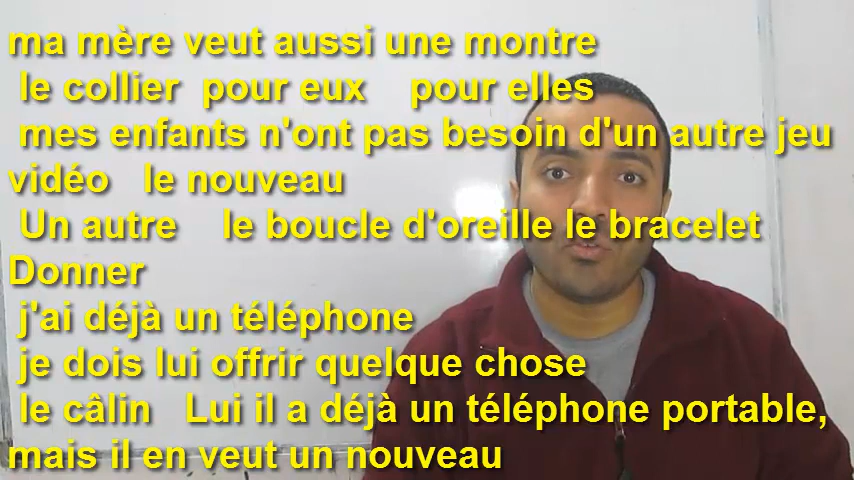 ma mère veut aussi une montre
le collier pour eux pour elles
mes enfants n'ont pas besoin d'un autre jeu
vidéo le nouveau
Un autre le boucle d'oreille le bracelet
Donner
j'ai déjà un téléphone
je dois lui offrir quelque chose
le câlin Lui il a déjà un téléphone portable,
mais il en veut un nouveau